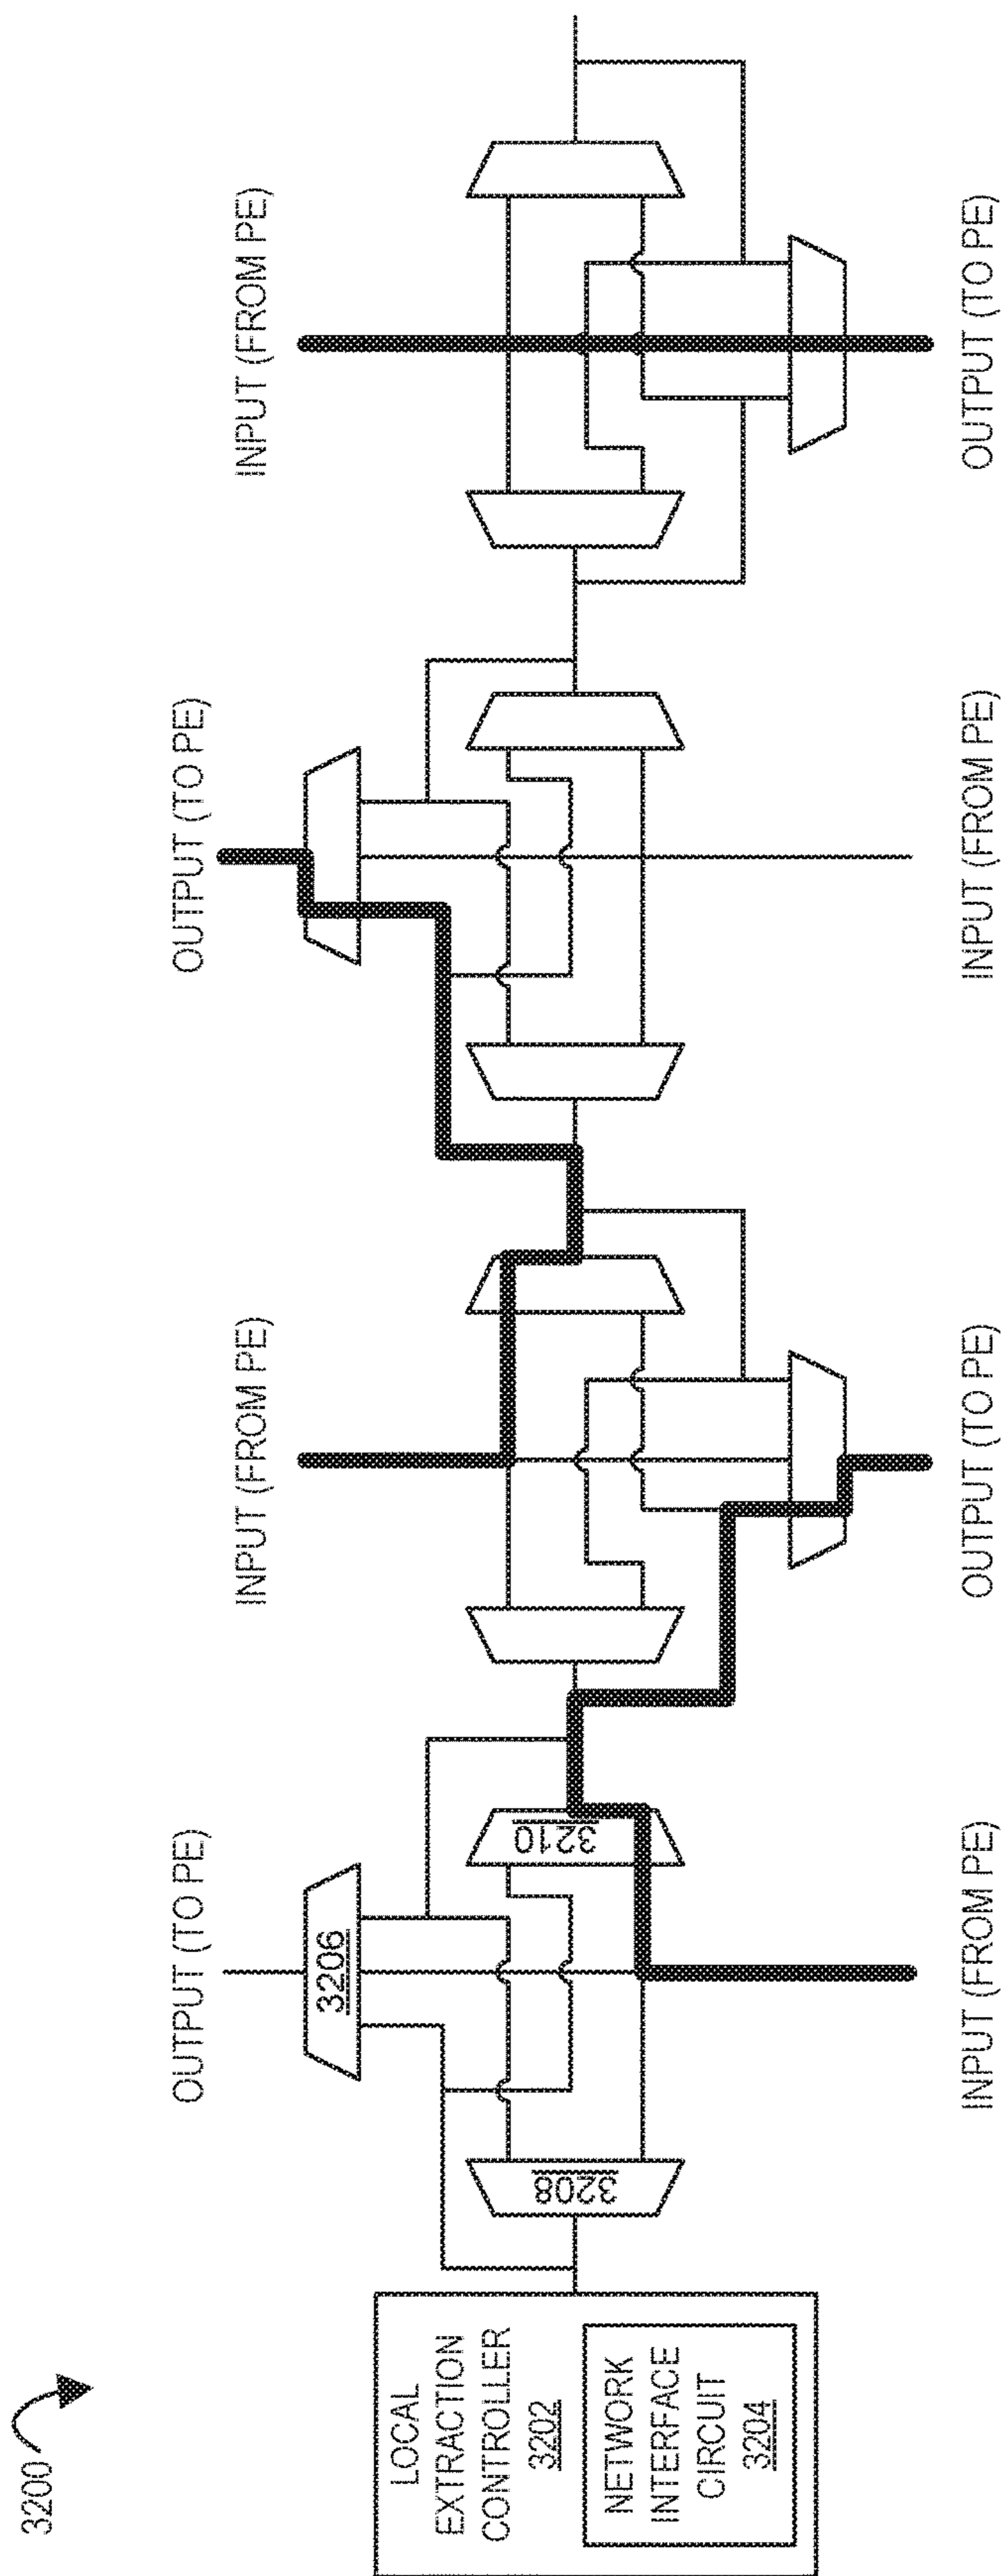 3200
OUTPUT (TO PE)
INPUT (FROM PE)
OUTPUT (TO PE)
INPUT (FROM PE)
3206
LOCAL
EXTRACTION
CONTROLLER
3202
NETWORK
INTERFACE
CIRCUIT
3204
3208
3210
INPUT (FROM PE)
OUTPUT (TO PE)
INPUT (FROM PE)
OUTPUT (TO PE)